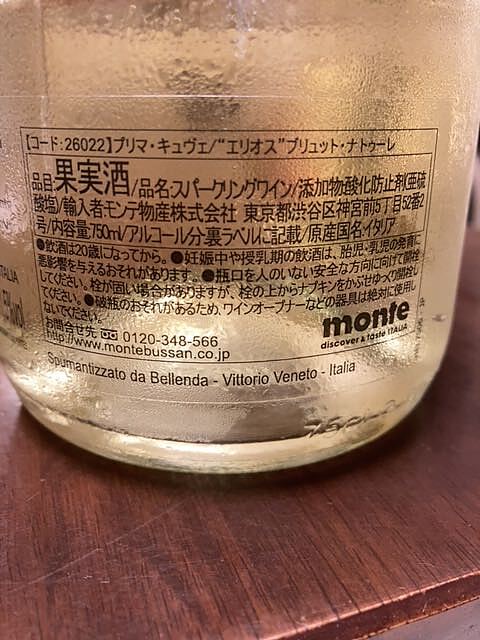 【コード:26022】プリマ・キュヴェ/“エリオス”ブリュット・ナトゥーレ
品目:果実酒/品名:スパークリングワイン/添加物:酸化防止剤(亜硫
酸塩)/輸入者:モンテ物産株式会社 東京都渋谷区神宮前5丁目52番2
号/内容量:750ml/アルコール分:裏ラベルに記載/原産国名:イタリア
●飲酒は20歳になってから。●妊娠中や授乳期の飲酒は、胎児・乳児の発育に
悪影響を与えるおそれがあります。●瓶口を人のいない安全な方向に向けて開栓
してください。栓が固い場合がありますが、栓の上からナプキンをかぶせゆっくり開栓し
てください。●破瓶のおそれがあるため、ワインオープナーなどの器具は絶対に使用し
ないでください。
お問合せ先 0120-348-566
http://www.montebussan.co.jp
monte
discover & taste ITALIA
Spumantizzato da Bellenda - Vittorio Veneto - Italia
ITALIA
% vol